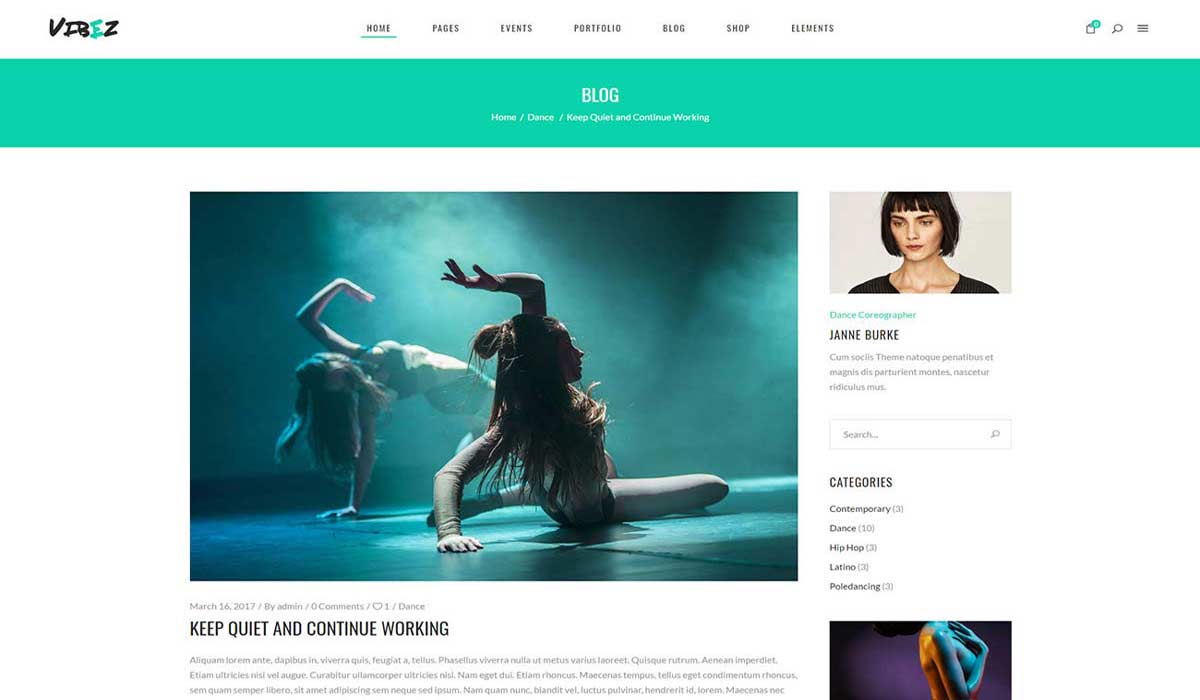 VIBEZ
HOME PAGES EVENTS PORTFOLIO BLOG SHOP ELEMENTS
0
BLOG
Home / Dance / Keep Quiet and Continue Working
March 16, 2017 / By admin / 0 Comments / 1 / Dance
KEEP QUIET AND CONTINUE WORKING
Aliquam lorem ante, dapibus in, viverra quis, feugiat a, tellus. Phasellus viverra nulla ut metus varius laoreet. Quisque rutrum. Aenean imperdiet.
Etiam ultricies nisi vel augue. Curabitur ullamcorper ultricies nisi. Nam eget dui. Etiam rhoncus. Maecenas tempus, tellus eget condimentum rhoncus,
sem quam semper libero, sit amet adipiscing sem neque sed ipsum. Nam quam nunc, blandit vel, luctus pulvinar, hendrerit id, lorem. Maecenas nec
Dance Coreographer
JANNE BURKE
Cum sociis Theme natoque penatibus et
magnis dis parturient montes, nascetur
ridiculus mus.
Search...
CATEGORIES
Contemporary (3)
Dance (10)
Hip Hop (3)
Latino (3)
Poledancing (3)